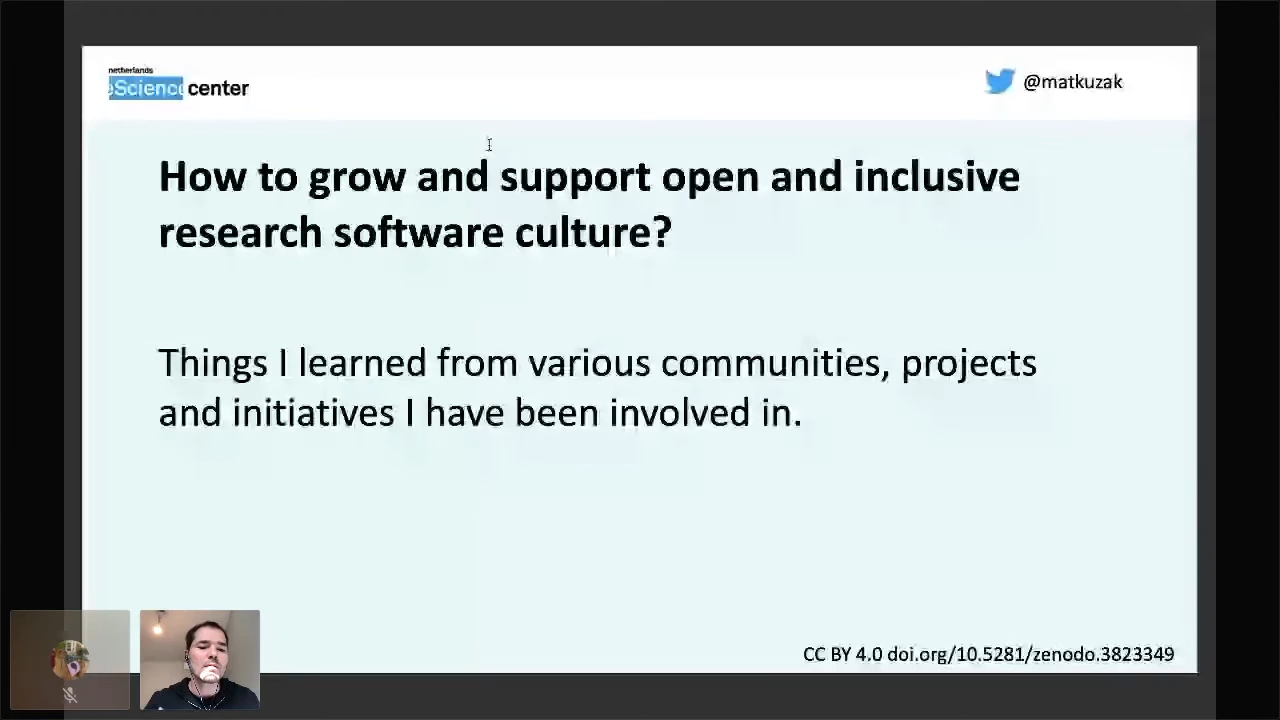 netherlands
eScience center
@matkuzak
How to grow and support open and inclusive
research software culture?
Things I learned from various communities, projects
and initiatives I have been involved in.
CC BY 4.0 doi.org/10.5281/zenodo.3823349